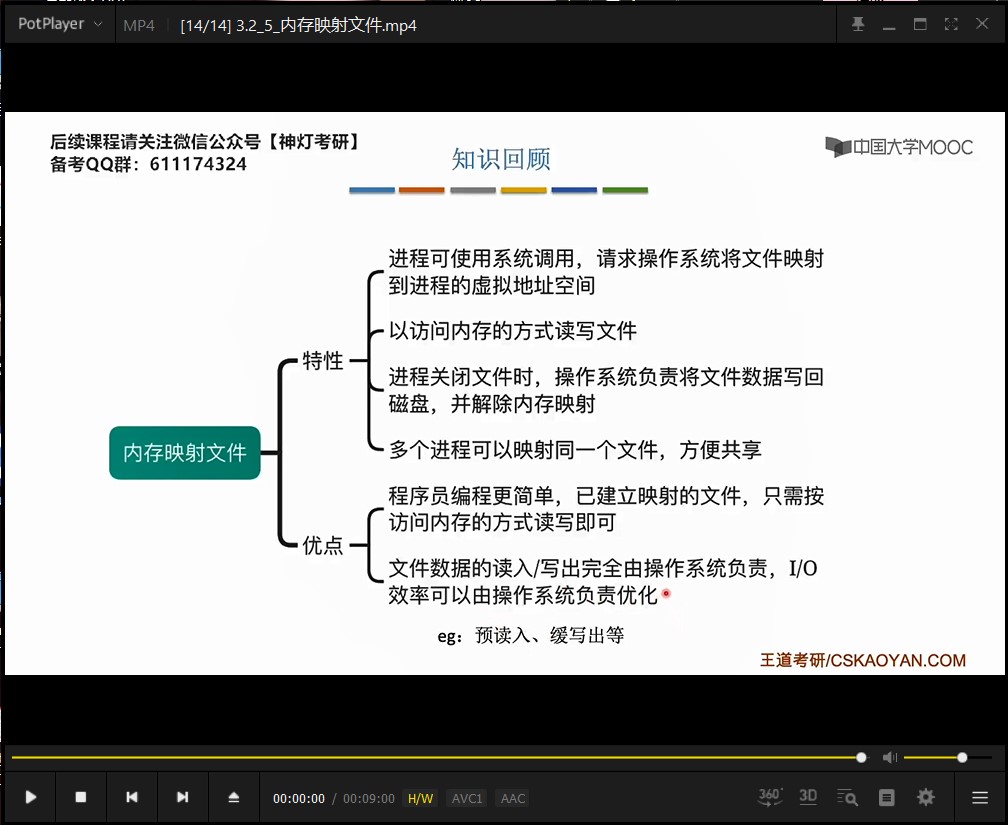 PotPlayer
MP4
[14/14] 3.2_5_内存映射文件.mp4
后续课程请关注微信公众号【神灯考研】
备考QQ群：611174324
知识回顾
中国大学MOOC
进程可使用系统调用，请求操作系统将文件映射
到进程的虚拟地址空间
以访问内存的方式读写文件
特性
进程关闭文件时，操作系统负责将文件数据写回
磁盘，并解除内存映射
多个进程可以映射同一个文件，方便共享
内存映射文件
程序员编程更简单，已建立映射的文件，只需按
访问内存的方式读写即可
优点
文件数据的读入/写出完全由操作系统负责，I/O
效率可以由操作系统负责优化
eg：预读入、缓写出等
王道考研/CSKAOYAN.COM
00:00:00 / 00:09:00 H/W AVC1 AAC
360°
3D